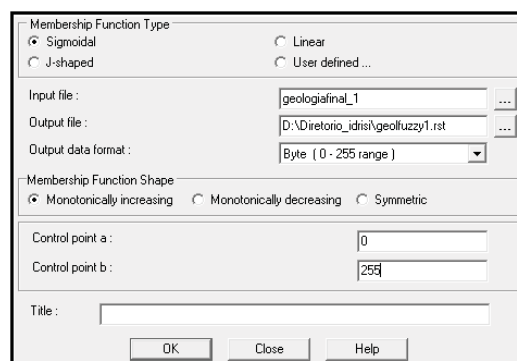 Membership Function Type
Sigmoidal Linear
J-shaped User defined ...
Input file : geologiafinal_1 ...
Output file : D:\Diretorio_idrisi\geolfuzzy1.rst ...
Output data format : Byte ( 0 - 255 range )
Membership Function Shape
Monotonically increasing Monotonically decreasing Symmetric
Control point a : 0
Control point b : 255
Title :
OK Close Help